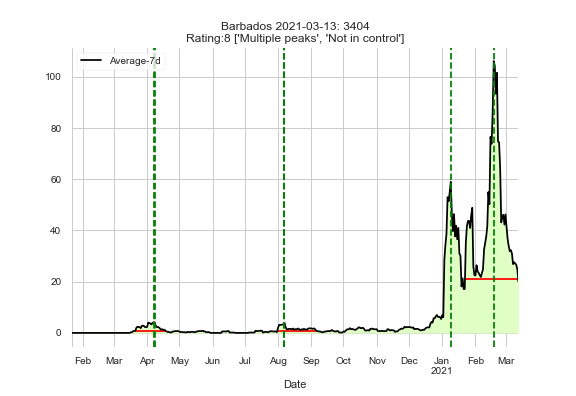 Barbados 2021-03-13: 3404
Rating:8 ['Multiple peaks', 'Not in control']
Average-7d
100
80
60
40
20
0
Feb Mar Apr May Jun Jul Aug Sep Oct Nov Dec Jan Feb Mar
2021
Date